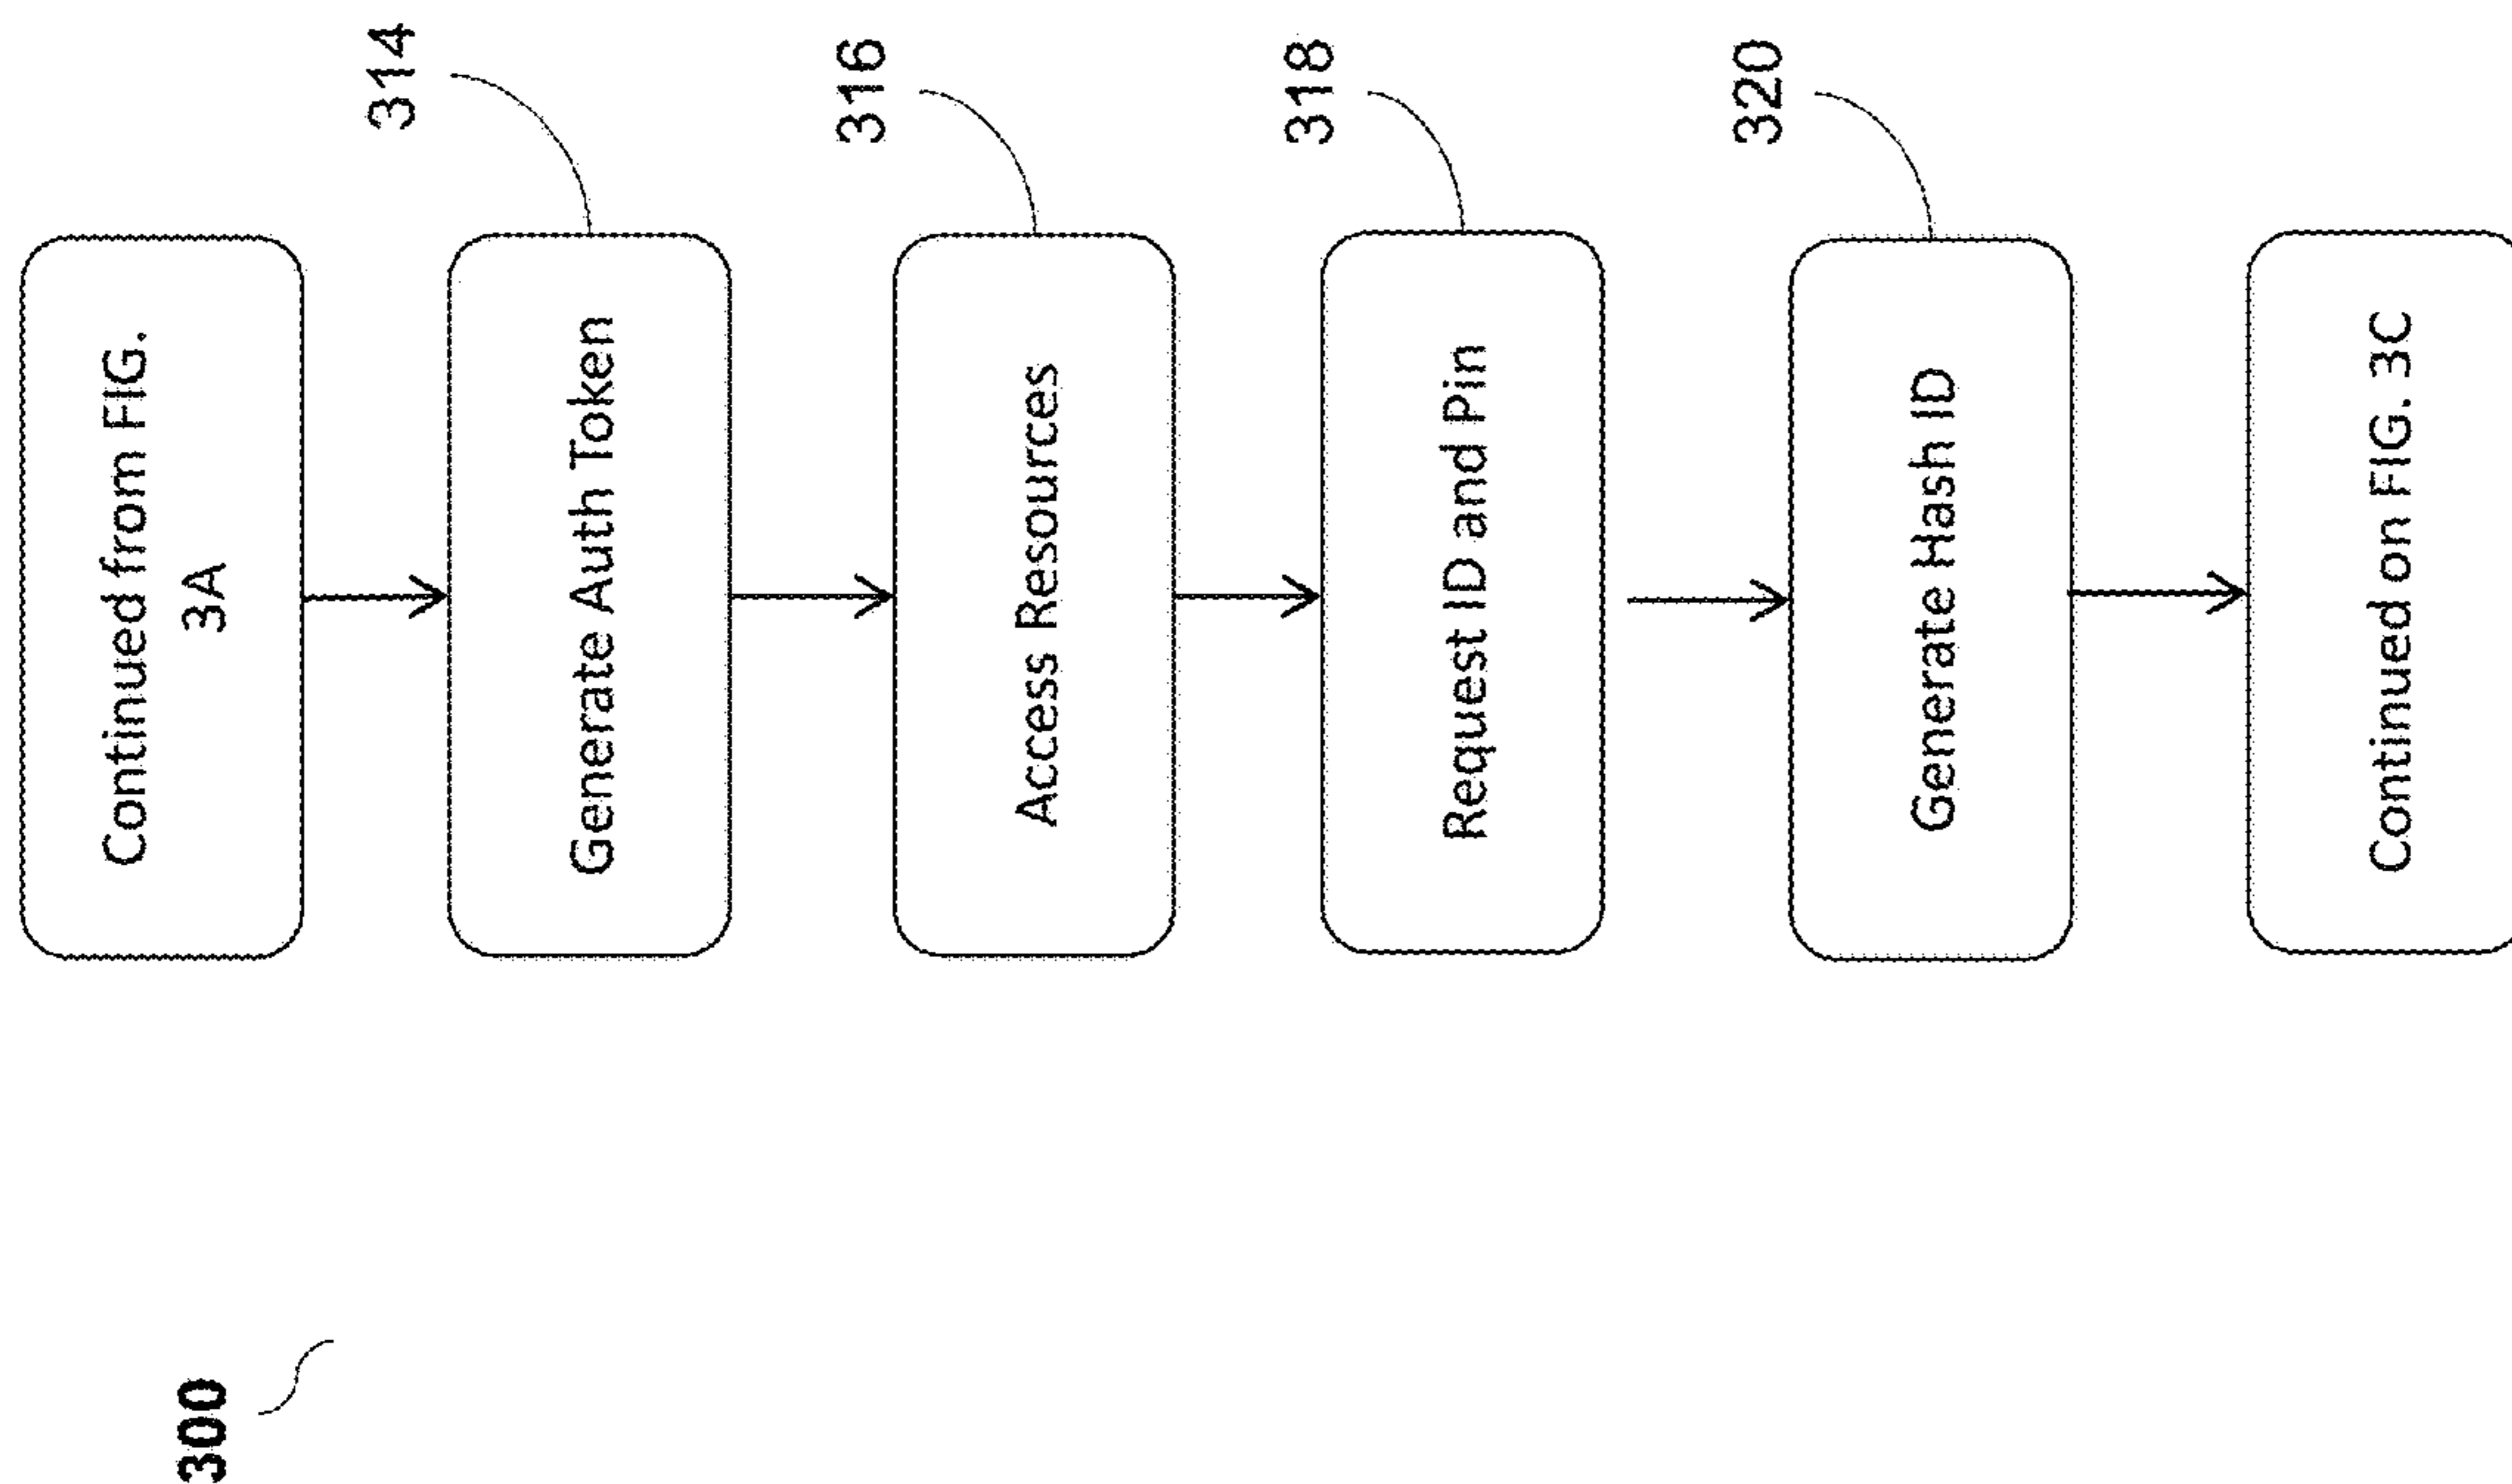 300
Continued from FIG.
3A
314
Generate Auth Token
316
Access Resources
318
Request ID and Pin
320
Generate Hash ID
Continued on FIG. 3C